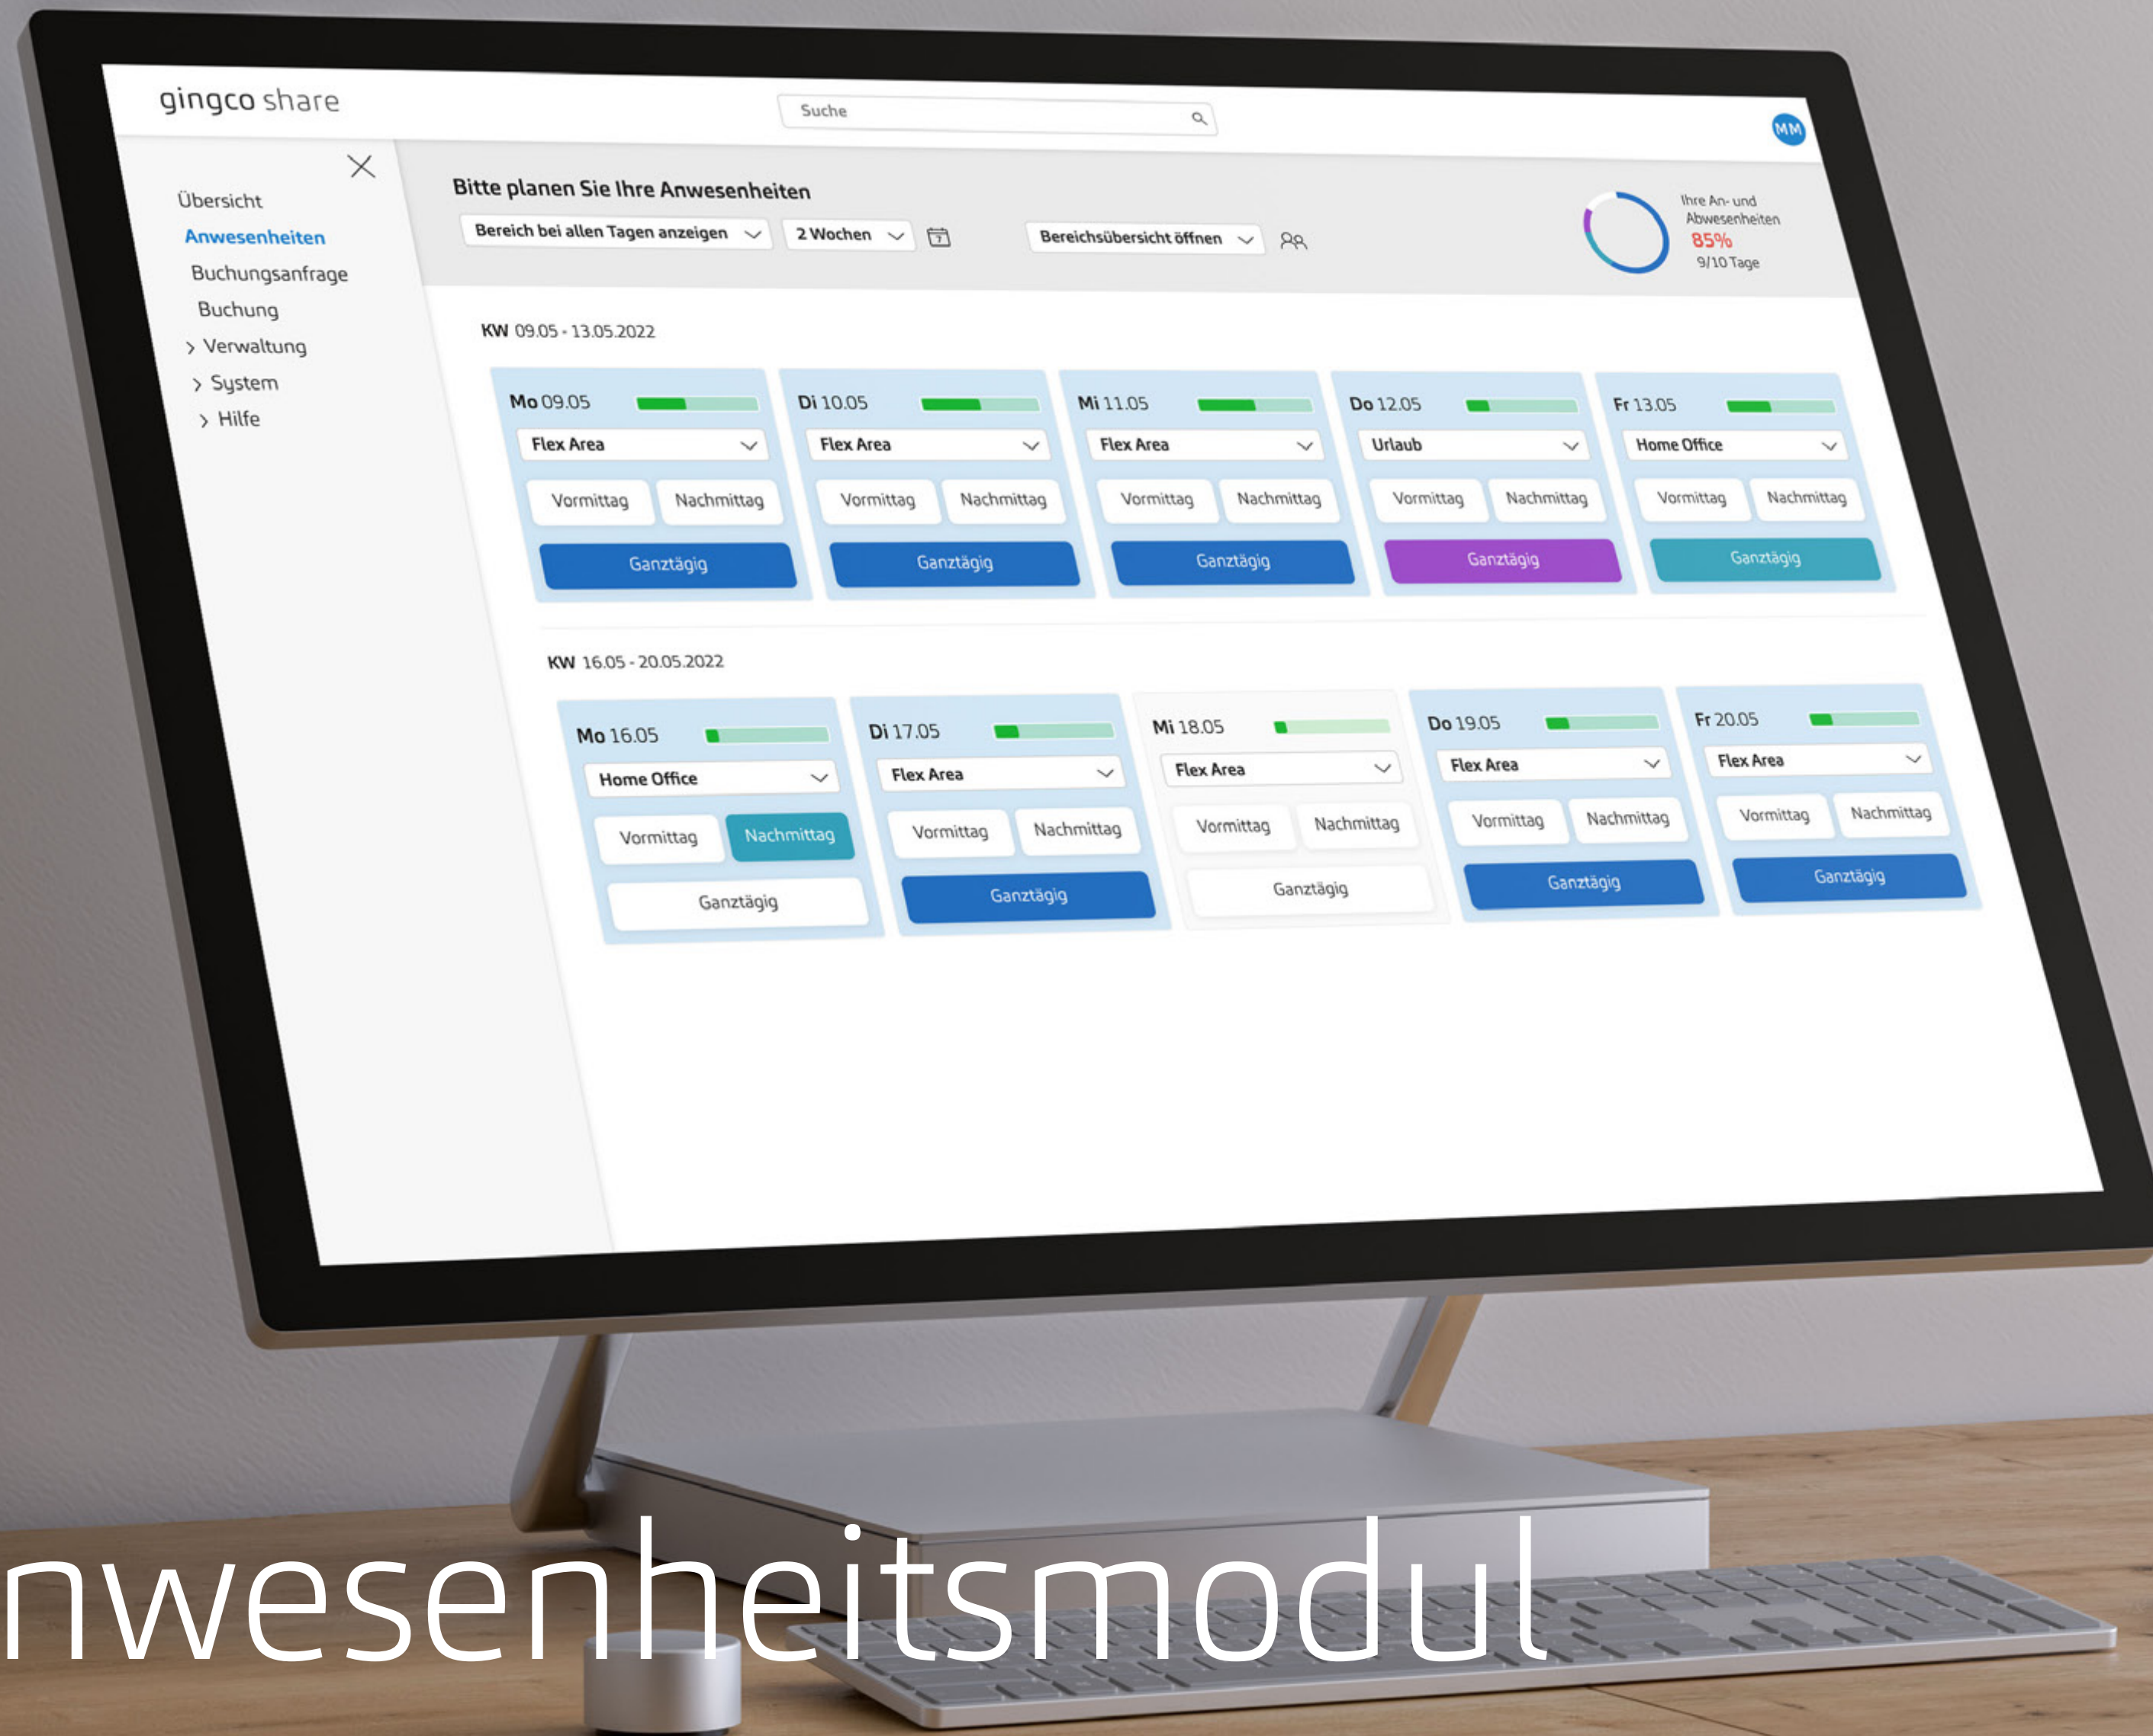 gingco share
Suche
MM
Übersicht
Anwesenheiten
Buchungsanfrage
Buchung
Verwaltung
System
Hilfe
Bitte planen Sie Ihre Anwesenheiten
Bereich bei allen Tagen anzeigen 2 Wochen 7 Bereichsübersicht öffnen
Ihre An- und
Abwesenheiten
85%
9/10 Tage
KW 09.05 - 13.05.2022
Mo 09.05 Di 10.05 Mi 11.05 Do 12.05 Fr 13.05
Flex Area Flex Area Flex Area Urlaub Home Office
Vormittag Nachmittag Vormittag Nachmittag Vormittag Nachmittag Vormittag Nachmittag Vormittag Nachmittag
Ganztägig Ganztägig Ganztägig Ganztägig Ganztägig
KW 16.05 - 20.05.2022
Mo 16.05 Di 17.05 Mi 18.05 Do 19.05 Fr 20.05
Home Office Flex Area Flex Area Flex Area Flex Area
Vormittag Nachmittag Vormittag Nachmittag Vormittag Nachmittag Vormittag Nachmittag Vormittag Nachmittag
Ganztägig Ganztägig Ganztägig Ganztägig Ganztägig
nwesenheitsmodul